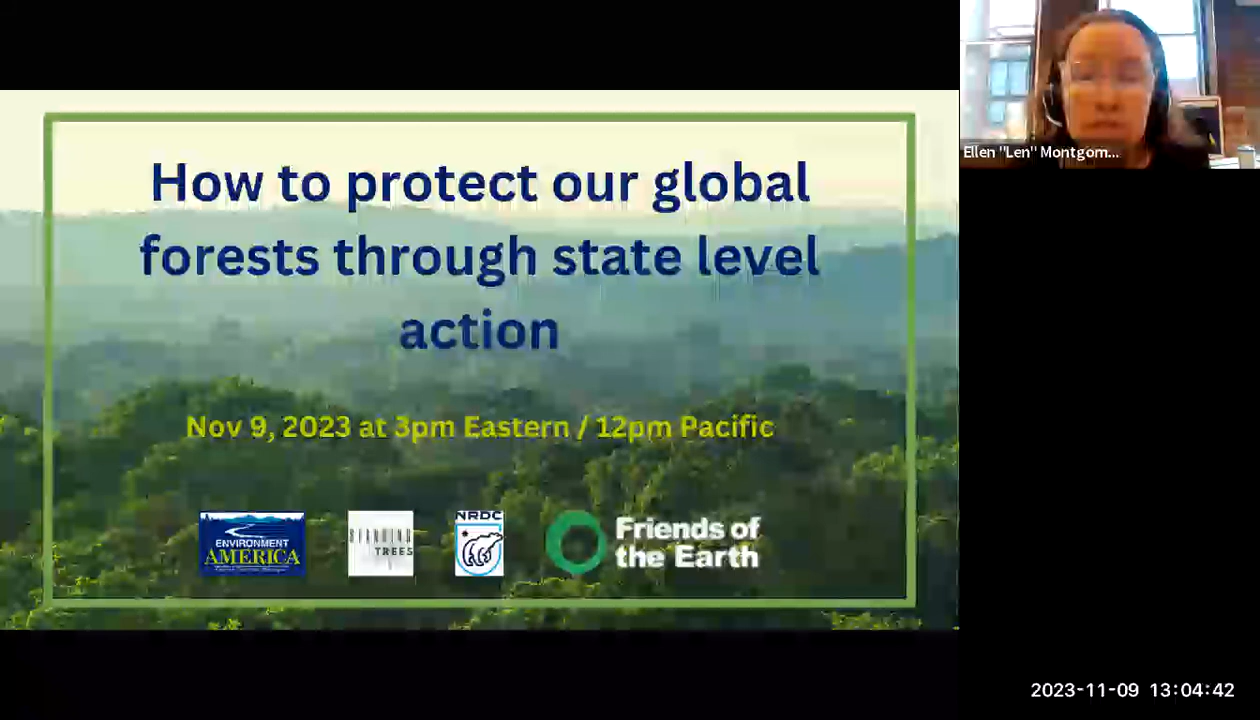 How to protect our global
forests through state level
action
Nov 9, 2023 at 3pm Eastern / 12pm Pacific
ENVIRONMENT
AMERICA
STANDING
TREES
NRDC
Friends of
the Earth
Ellen "Len" Montgom...
2023-11-09 13:04:42